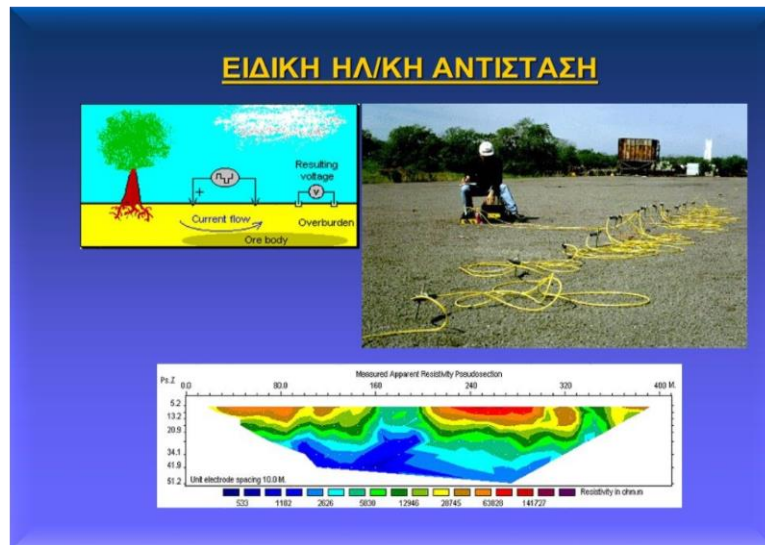 ΕΙΔΙΚΗ ΗΛ/ΚΗ ΑΝΤΙΣΤΑΣΗ
Resulting
voltage
+
V
Current flow
Overburden
Ore body
Measured Apparent Resistivity Pseudosection
Ps.Z
0.0 80.0 160 240 320 400 M.
5.2
13.2
20.9
34.1
41.9
51.2
Unit electrode spacing 10.0 M.
Resistivity in ohm.m
533 1182 2626 5830 12946 28745 63828 141727